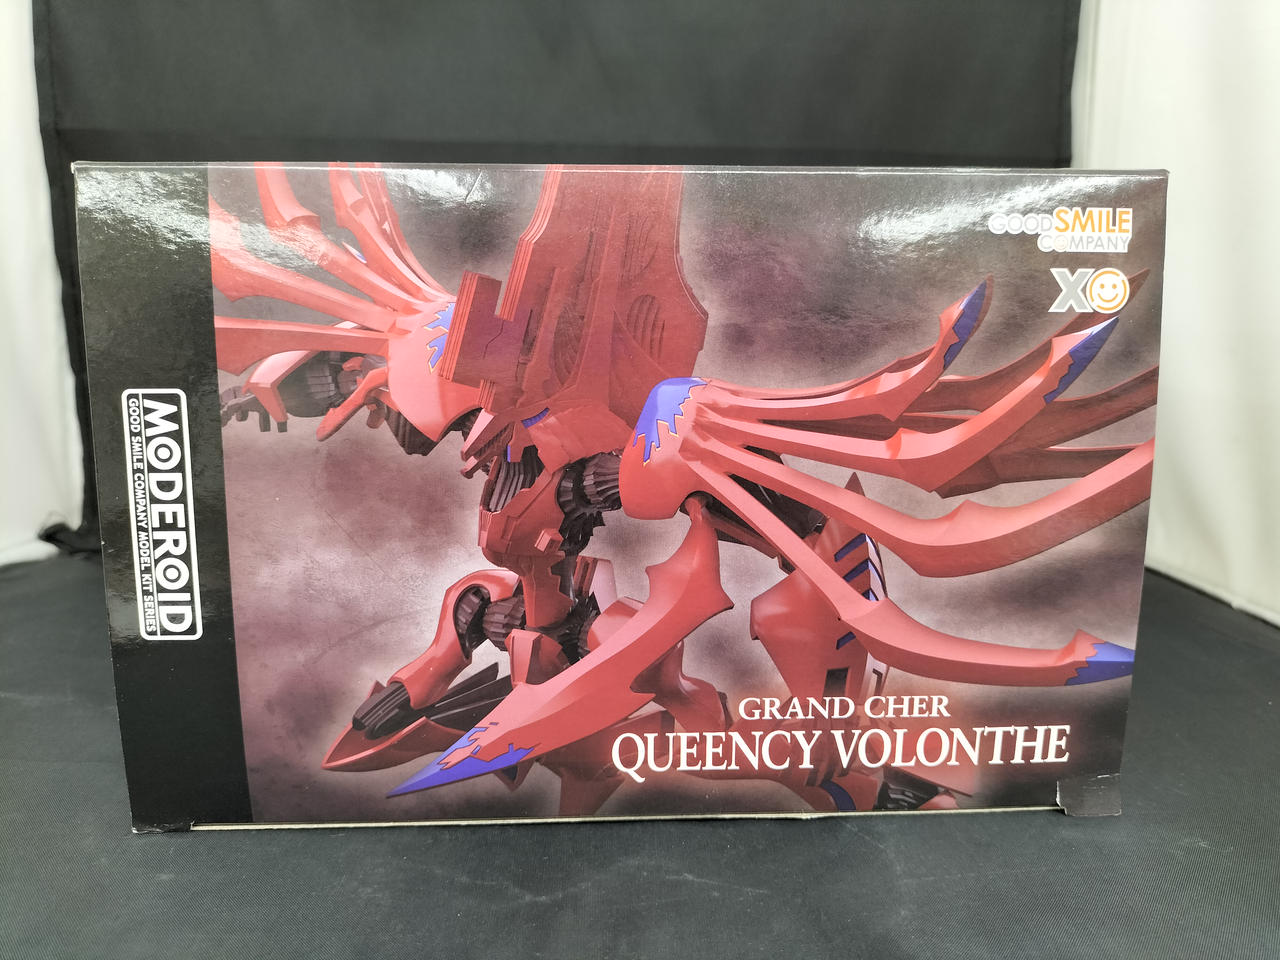 GOODSMILE
COMPANY
X
MODEROID
GOOD SMILE COMPANY MODEL KIT SERIES
GRAND CHER
QUEENCY VOLONTHE